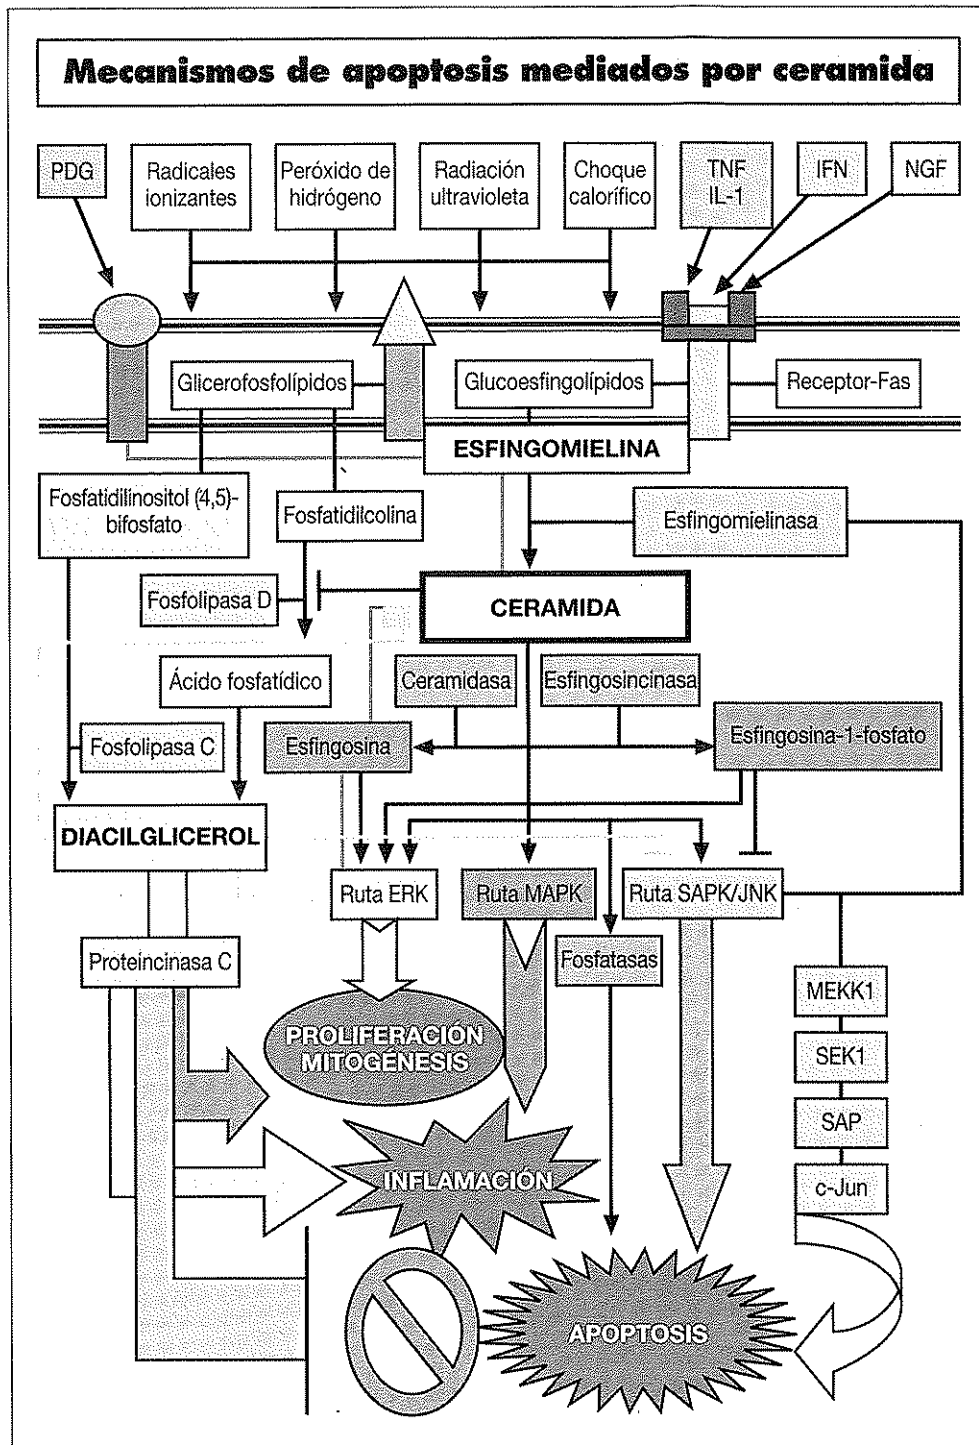 Mecanismos de apoptosis mediados por ceramida
PDG
Radicales
ionizantes
Peróxido de
hidrógeno
Radiación
ultravioleta
Choque
calorífico
TNF
IL-1
IFN
NGF
Glicerofosfolípidos
Glucoesfingolípidos
Receptor-Fas
ESFINGOMIELINA
Fosfatidilinositol (4,5)-
bifosfato
Fosfatidilcolina
Esfingomielinasa
Fosfolipasa D
CERAMIDA
Ácido fosfatídico
Ceramidasa
Esfingosincinasa
Fosfolipasa C
Esfingosina
Esfingosina-1-fosfato
DIACILGLICEROL
Ruta ERK
Ruta MAPK
Ruta SAPK/JNK
Proteincinasa C
Fosfatasas
MEKK1
PROLIFERACIÓN
MITOGÉNESIS
SEK1
SAP
INFLAMACIÓN
c-Jun
APOPTOSIS